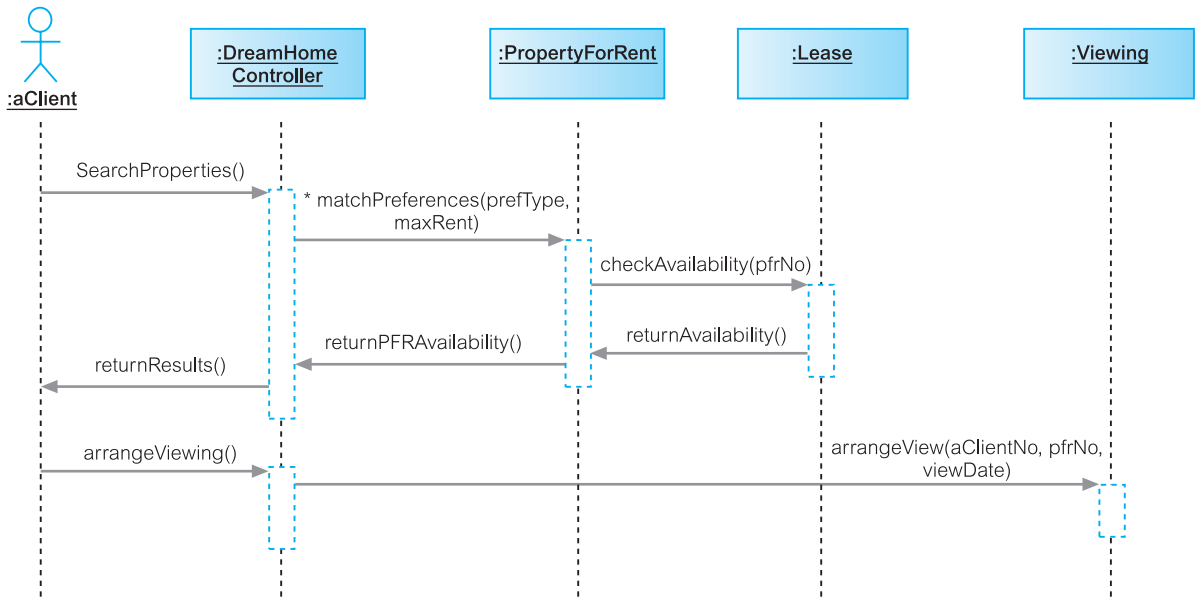 :aClient
:DreamHome
Controller
:PropertyForRent
:Lease
:Viewing
SearchProperties()
* matchPreferences(prefType,
maxRent)
checkAvailability(pfrNo)
returnAvailability()
returnPFRAvailability()
returnResults()
arrangeViewing()
arrangeView(aClientNo, pfrNo,
viewDate)